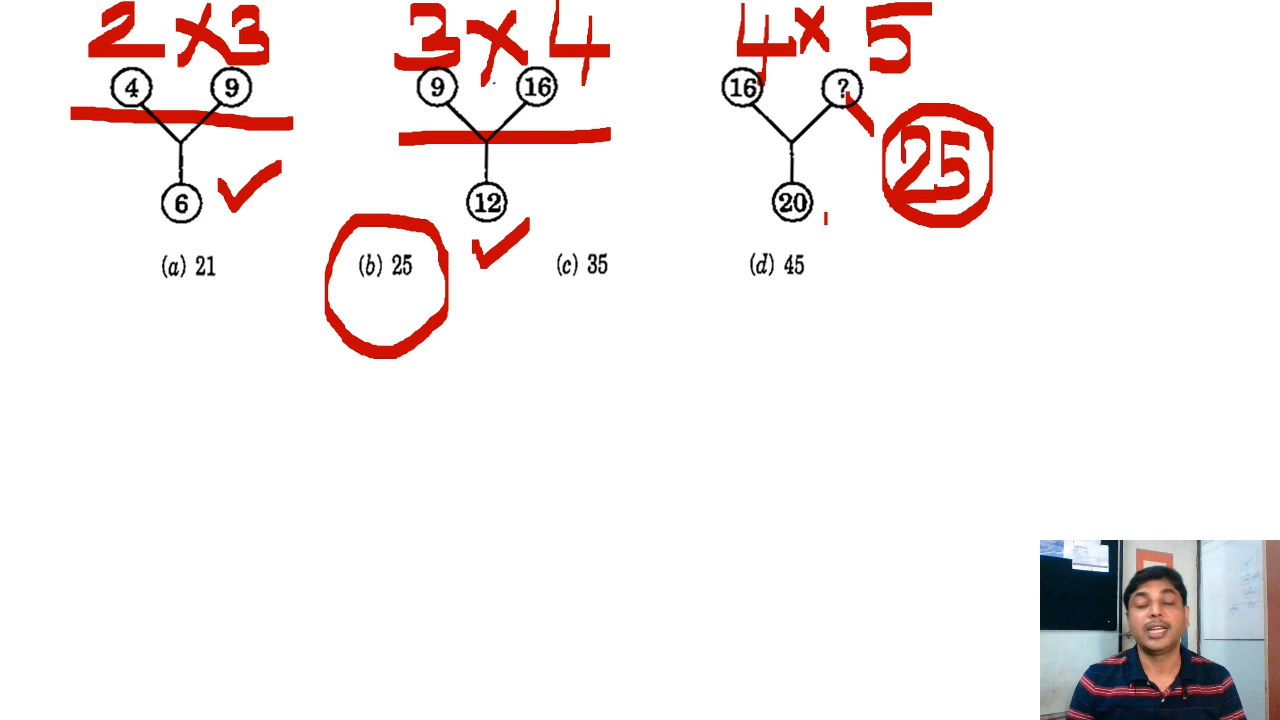 2 × 3 3 × 4 4 × 5
4 9 9 16 16 ?
25
6 12 20
(a) 21 (b) 25 (c) 35 (d) 45